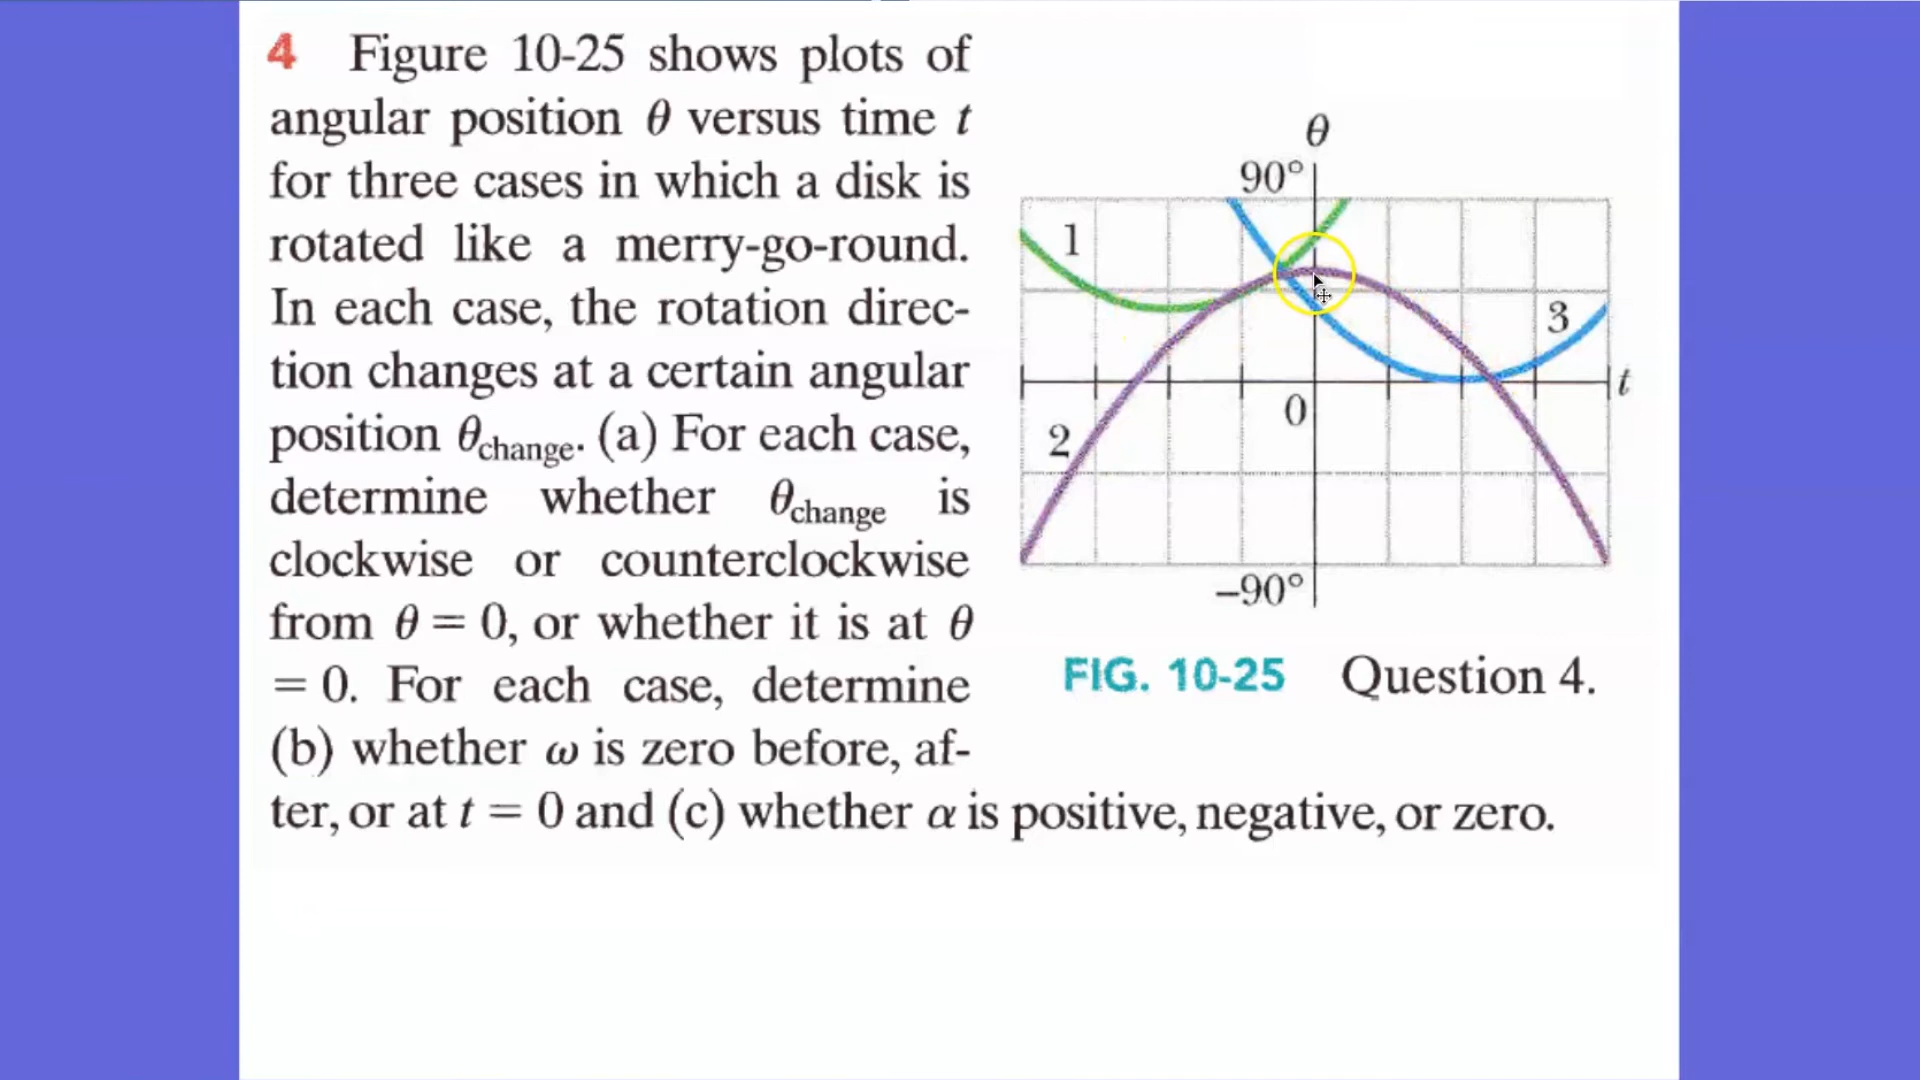 4 Figure 10-25 shows plots of
angular position θ versus time t
for three cases in which a disk is
rotated like a merry-go-round.
In each case, the rotation direc-
tion changes at a certain angular
position θchange. (a) For each case,
determine whether θchange is
clockwise or counterclockwise
from θ = 0, or whether it is at θ
= 0. For each case, determine
(b) whether ω is zero before, af-
ter, or at t = 0 and (c) whether α is positive, negative, or zero.
θ
90°
1
3
t
0
2
−90°
FIG. 10-25 Question 4.